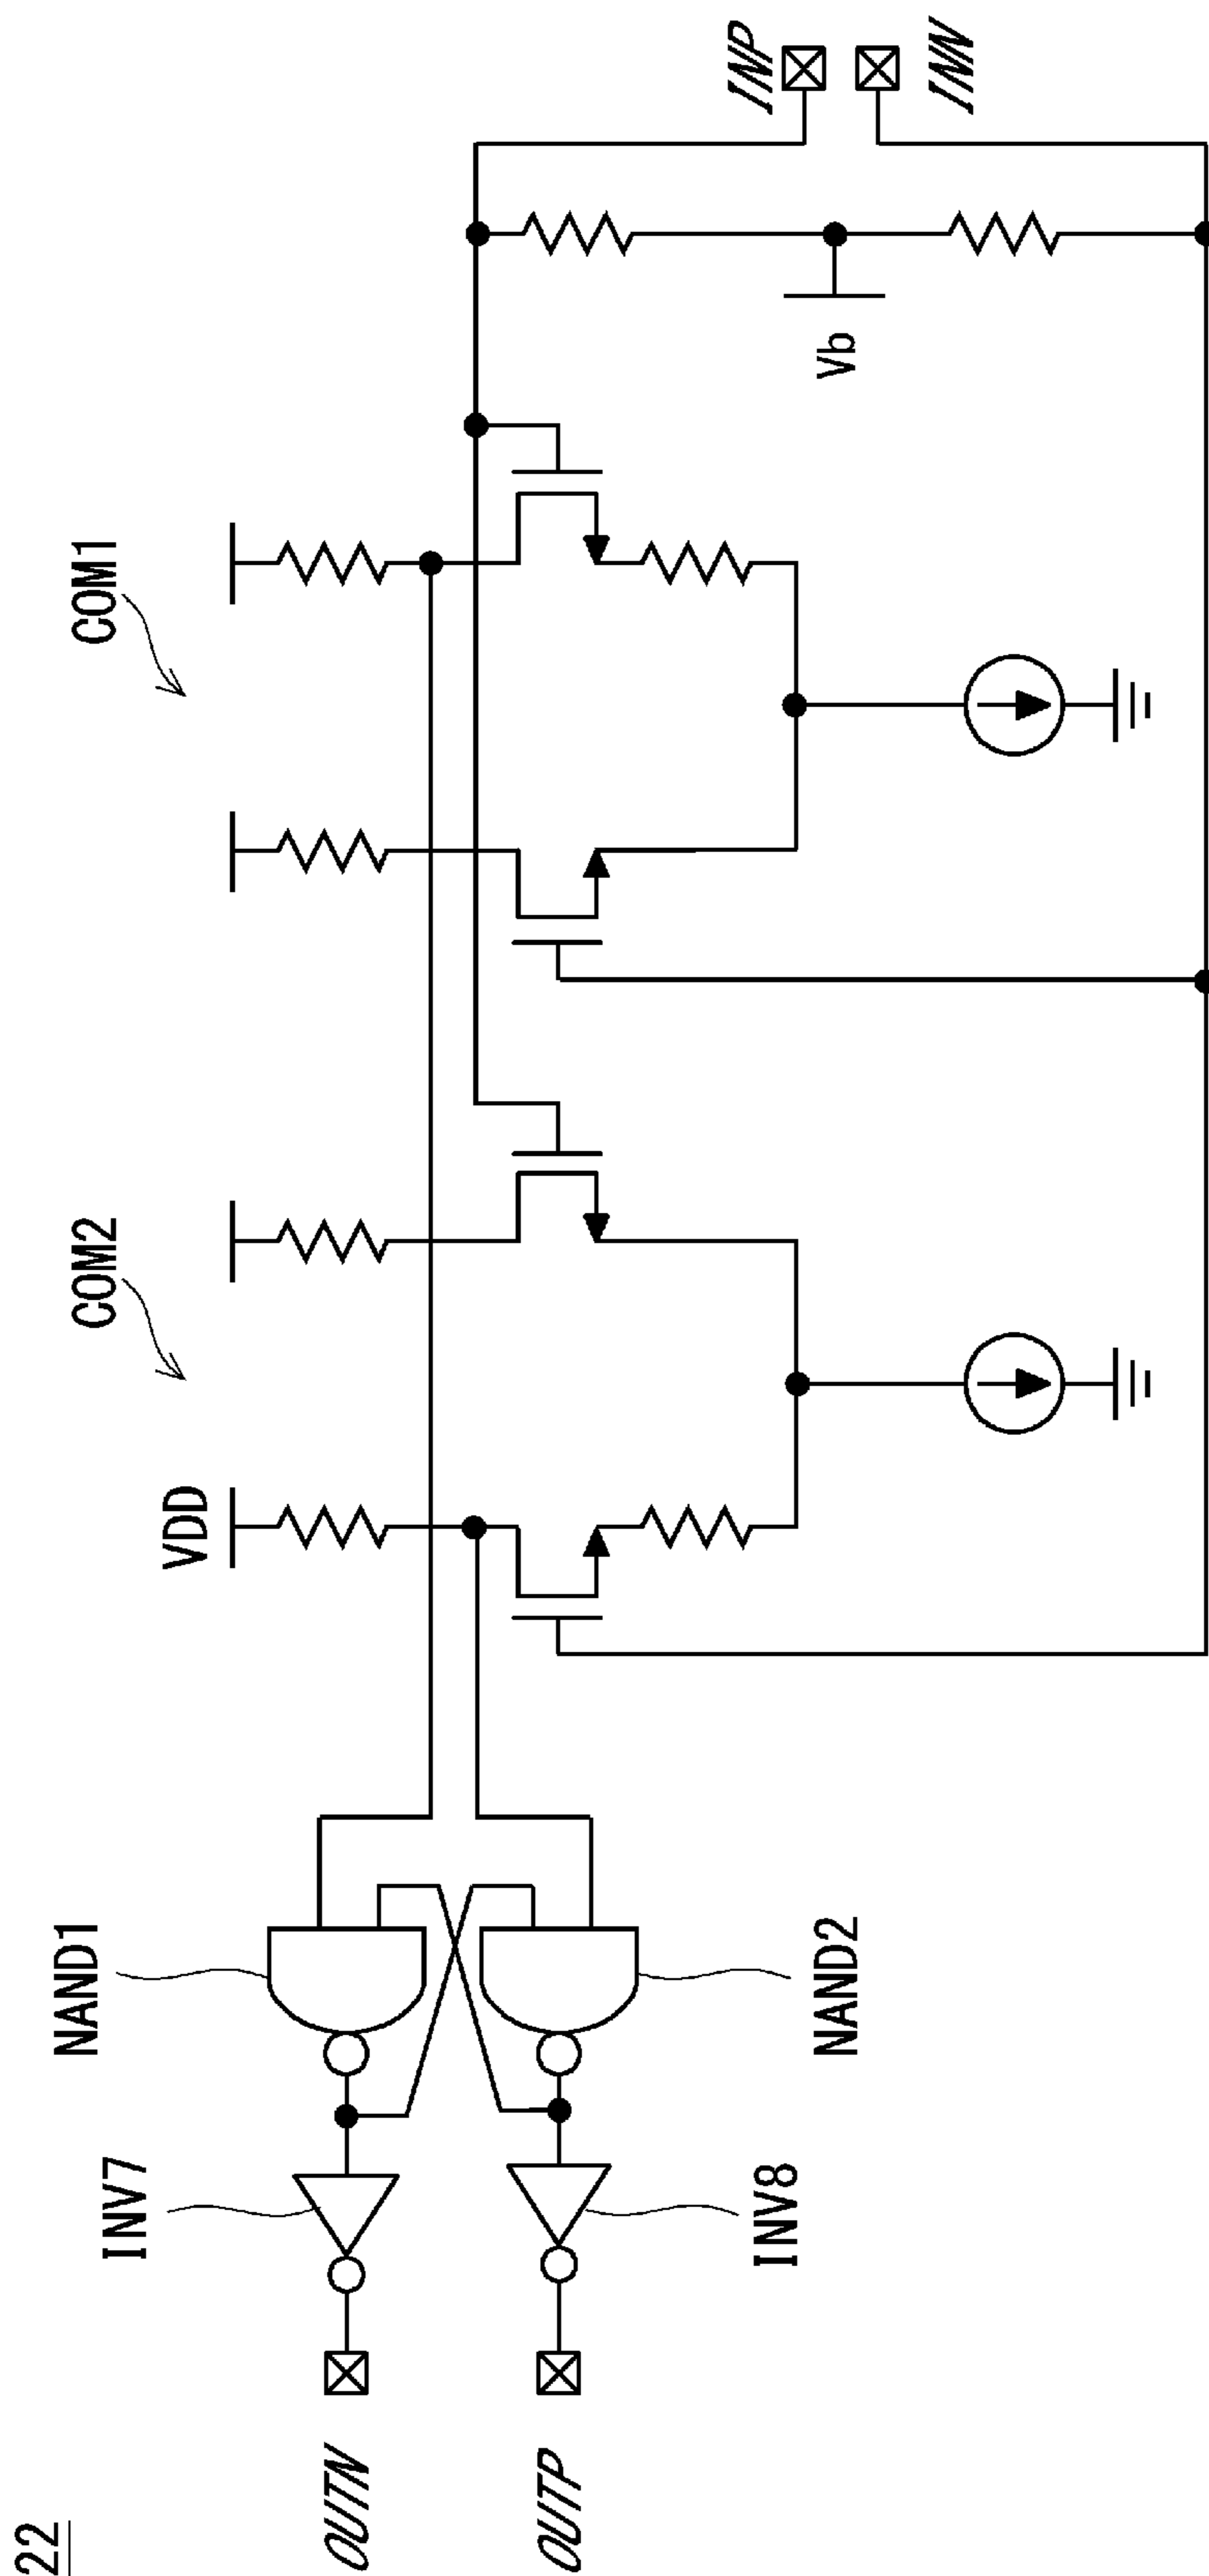 22
OUTN
OUTP
INV7
INV8
NAND1
NAND2
VDD
COM2
COM1
Vb
INP
INN